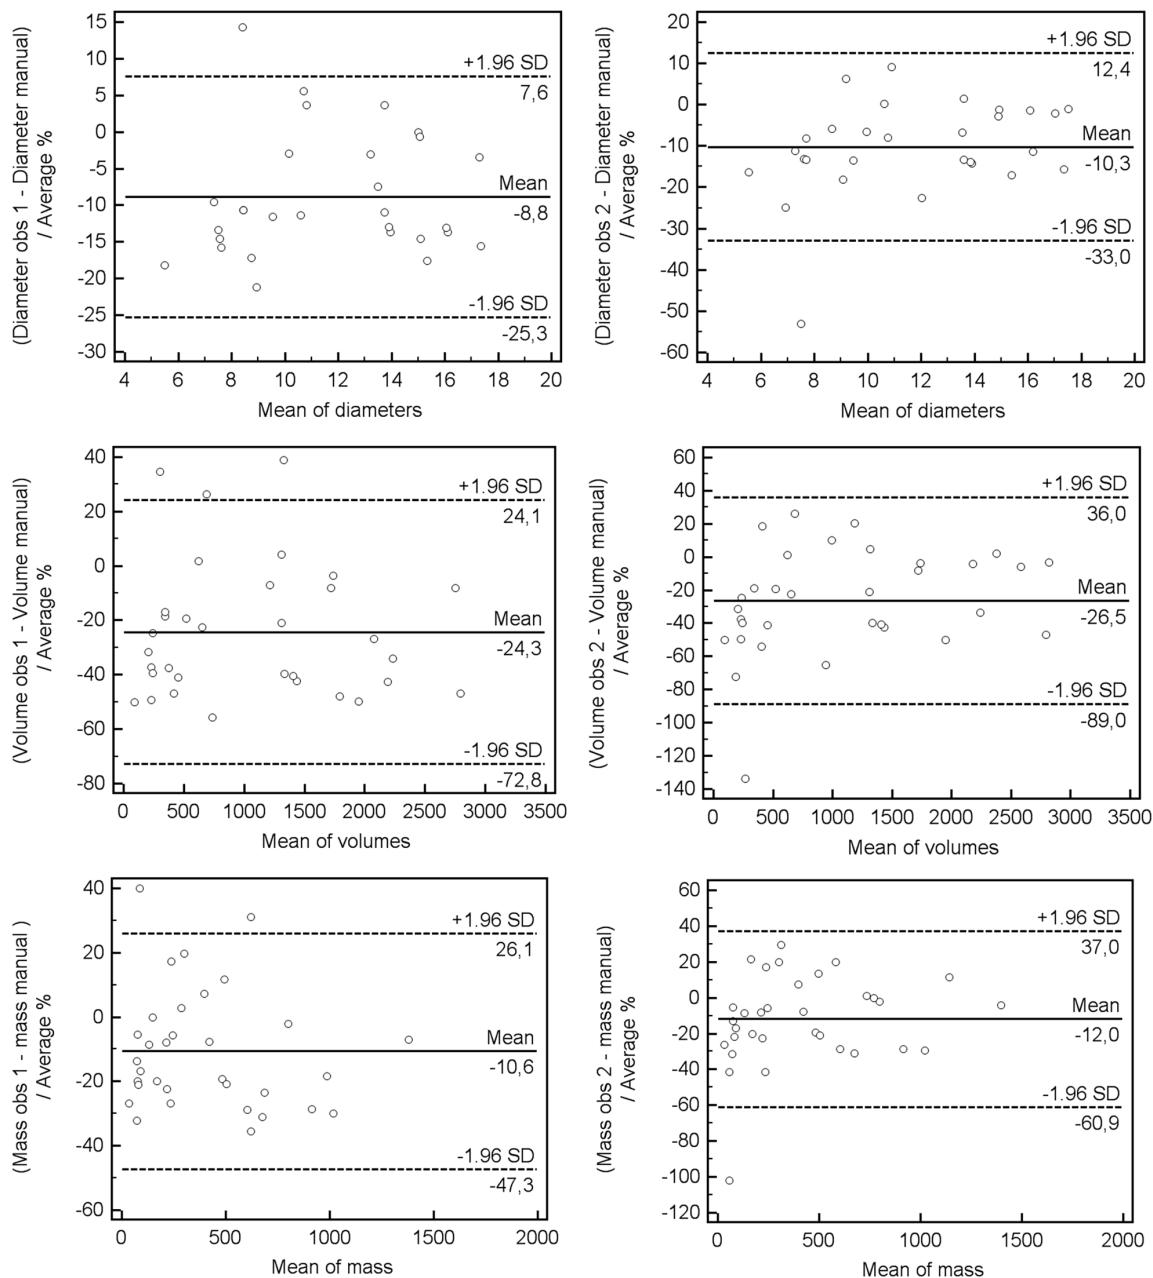 (Diameter obs 1 - Diameter manual)
/ Average %
15
10
5
0
-5
-10
-15
-20
-25
-30
+1.96 SD
7,6
Mean
-8,8
-1.96 SD
-25,3
4 6 8 10 12 14 16 18 20
Mean of diameters
(Diameter obs 2 - Diameter manual)
/ Average %
20
10
0
-10
-20
-30
-40
-50
-60
+1.96 SD
12,4
Mean
-10,3
-1.96 SD
-33,0
4 6 8 10 12 14 16 18 20
Mean of diameters
(Volume obs 1 - Volume manual)
/ Average %
40
20
0
-20
-40
-60
-80
+1.96 SD
24,1
Mean
-24,3
-1.96 SD
-72,8
0 500 1000 1500 2000 2500 3000 3500
Mean of volumes
(Volume obs 2 - Volume manual)
/ Average %
60
40
20
0
-20
-40
-60
-80
-100
-120
-140
+1.96 SD
36,0
Mean
-26,5
-1.96 SD
-89,0
0 500 1000 1500 2000 2500 3000 3500
Mean of volumes
(Mass obs 1 - mass manual )
/ Average %
40
20
0
-20
-40
-60
+1.96 SD
26,1
Mean
-10,6
-1.96 SD
-47,3
0 500 1000 1500 2000
Mean of mass
(Mass obs 2 - mass manual)
/ Average %
60
40
20
0
-20
-40
-60
-80
-100
-120
+1.96 SD
37,0
Mean
-12,0
-1.96 SD
-60,9
0 500 1000 1500 2000
Mean of mass